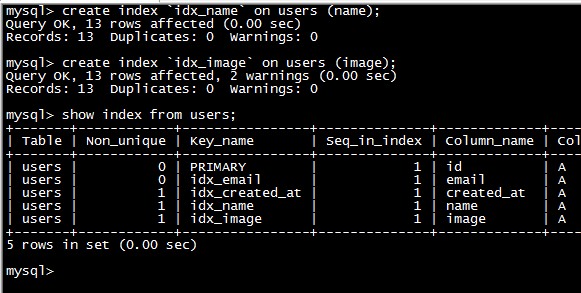 mysql> create index `idx_name` on users (name);
Query OK, 13 rows affected (0.00 sec)
Records: 13  Duplicates: 0  Warnings: 0

mysql> create index `idx_image` on users (image);
Query OK, 13 rows affected, 2 warnings (0.00 sec)
Records: 13  Duplicates: 0  Warnings: 0

mysql> show index from users;
+-------+------------+----------------+--------------+-------------+----
| Table | Non_unique | Key_name       | Seq_in_index | Column_name | Col
+-------+------------+----------------+--------------+-------------+----
| users |          0 | PRIMARY        |            1 | id          | A
| users |          0 | idx_email      |            1 | email       | A
| users |          1 | idx_created_at |            1 | created_at  | A
| users |          1 | idx_name       |            1 | name        | A
| users |          1 | idx_image      |            1 | image       | A
+-------+------------+----------------+--------------+-------------+----
5 rows in set (0.00 sec)

mysql>